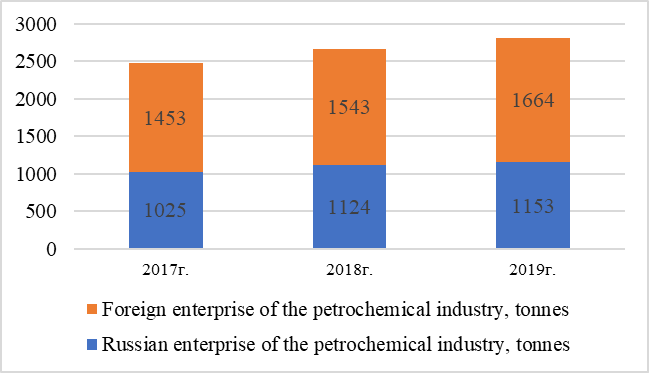 3000
2500
2000
1500
1000
500
0
1453
1543
1664
1025
1124
1153
2017г.
2018г.
2019г.
Foreign enterprise of the petrochemical industry, tonnes
Russian enterprise of the petrochemical industry, tonnes